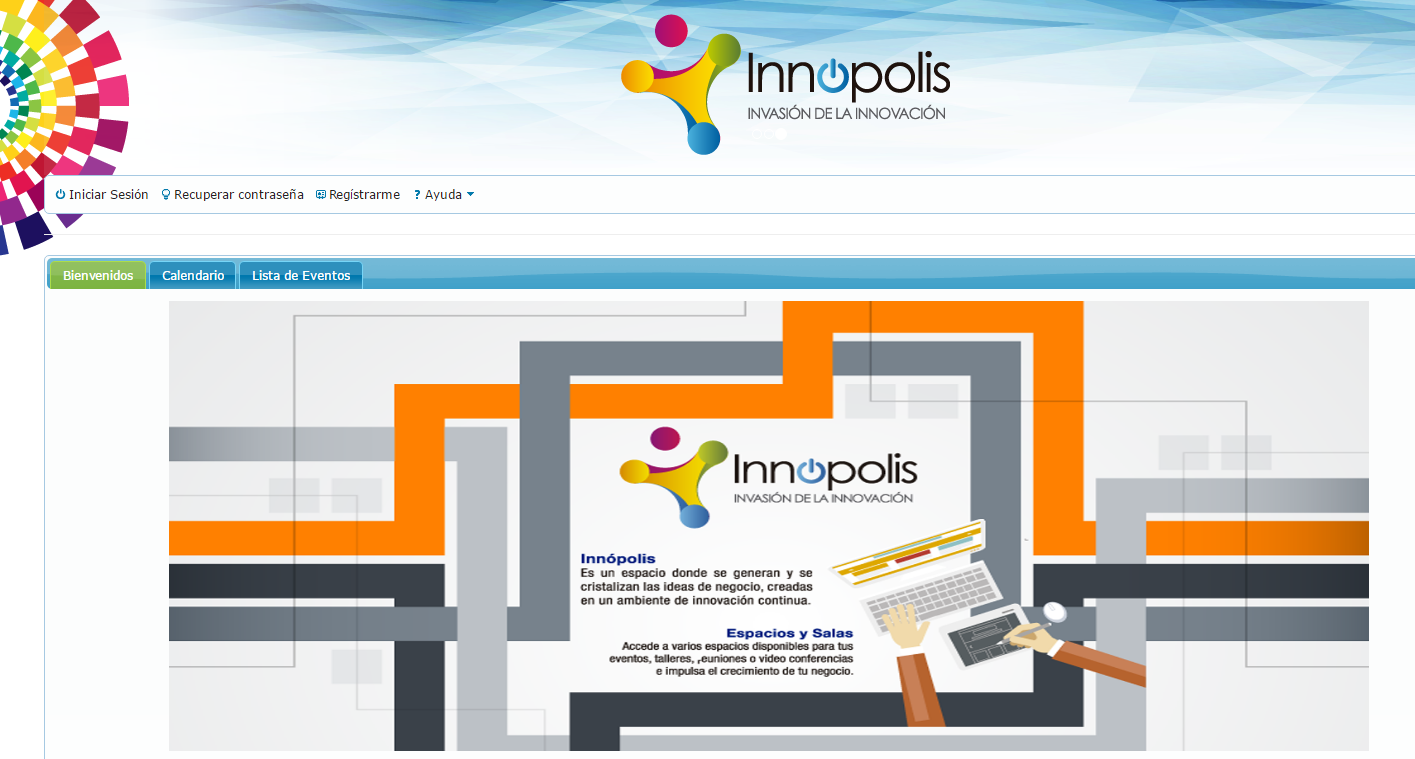 Innopolis
INVASIÓN DE LA INNOVACIÓN
Iniciar Sesión Recuperar contraseña Regístrarme ? Ayuda
Bienvenidos Calendario Lista de Eventos
Innopolis
INVASIÓN DE LA INNOVACIÓN
Innópolis
Es un espacio donde se generan y se
cristalizan las ideas de negocio, creadas
en un ambiente de innovación continua.
Espacios y Salas
Accede a varios espacios disponibles para tus
eventos, talleres, reuniones o video conferencias
e impulsa el crecimiento de tu negocio.